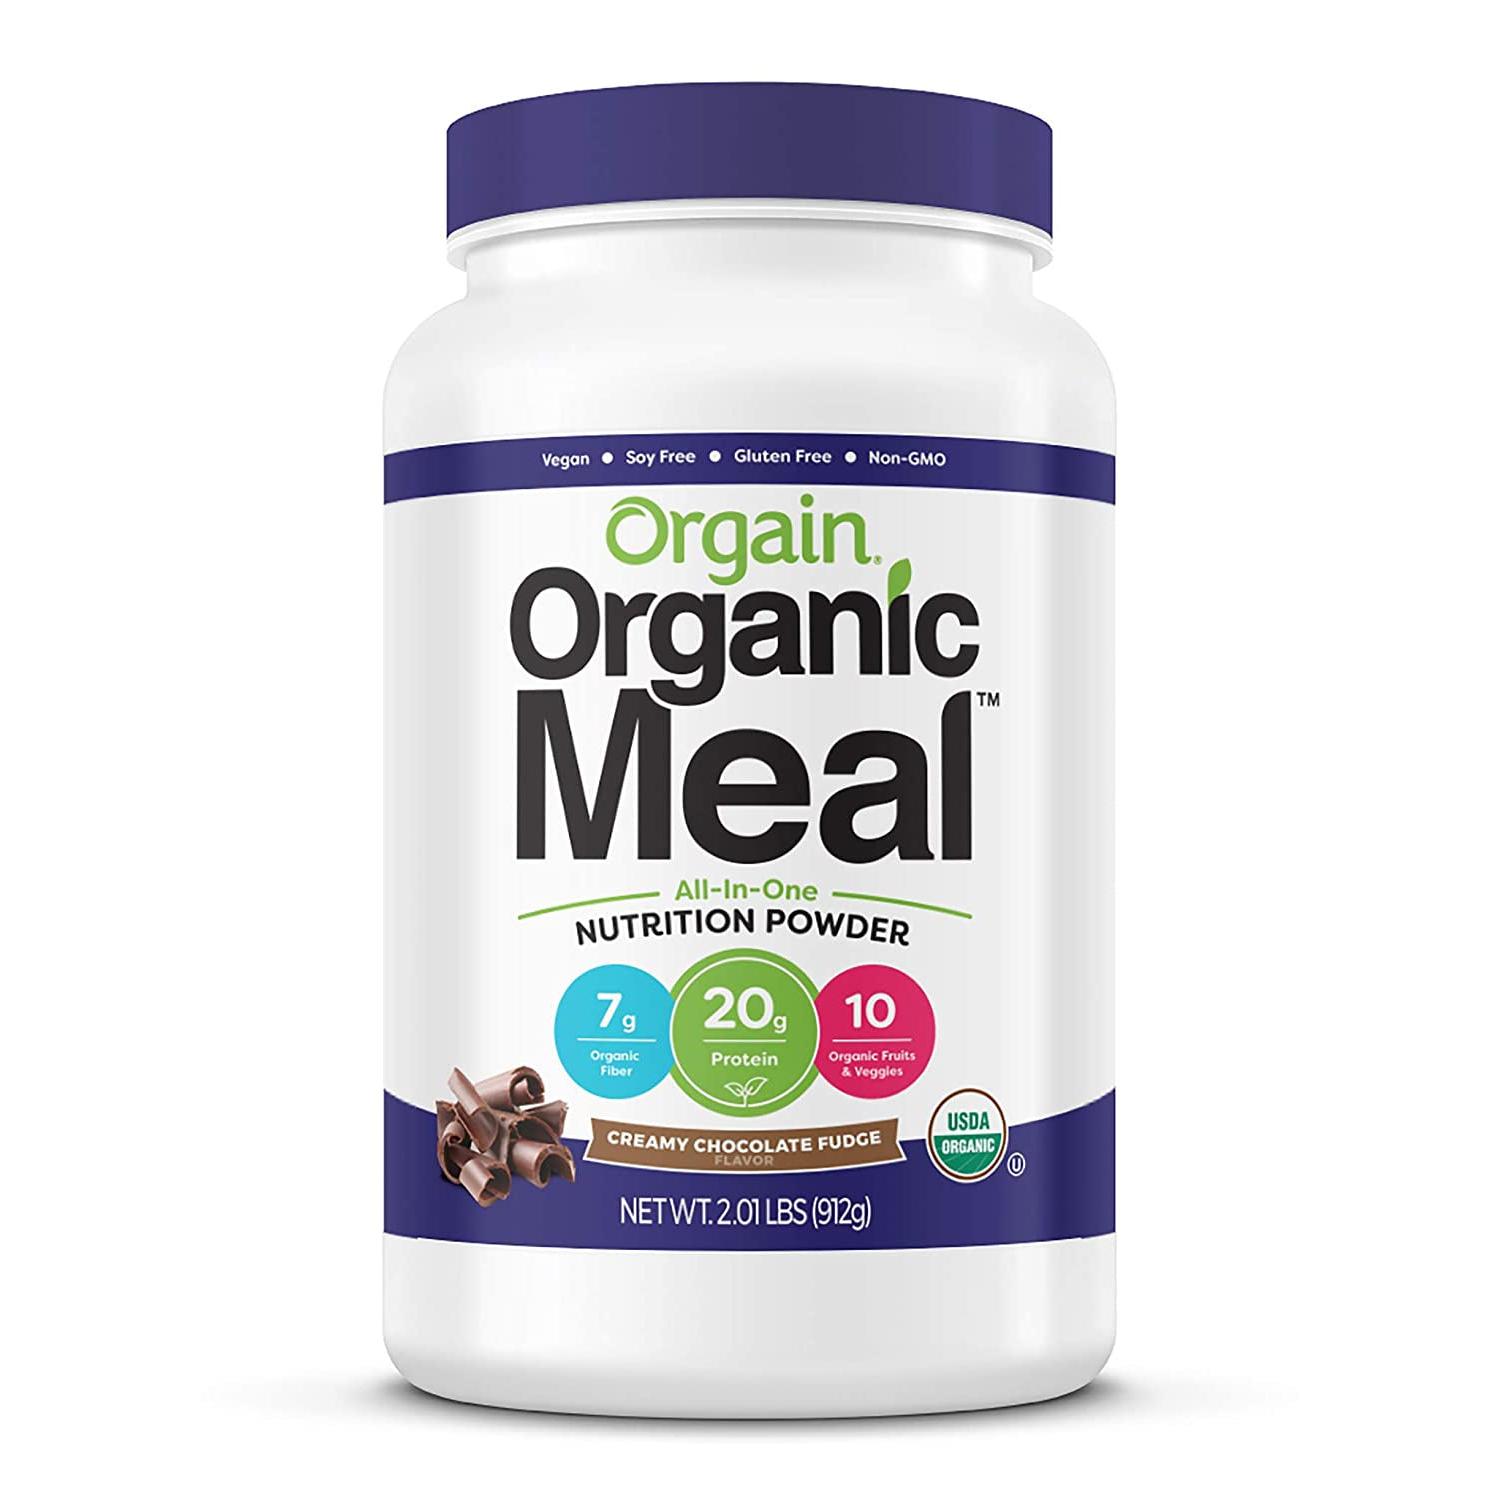 Vegan • Soy Free • Gluten Free • Non-GMO
Orgain®
Organic
Meal™
All-In-One
NUTRITION POWDER
7g
Organic
Fiber
20g
Protein
10
Organic Fruits
& Veggies
CREAMY CHOCOLATE FUDGE
FLAVOR
USDA
ORGANIC
U
NET WT. 2.01 LBS (912g)